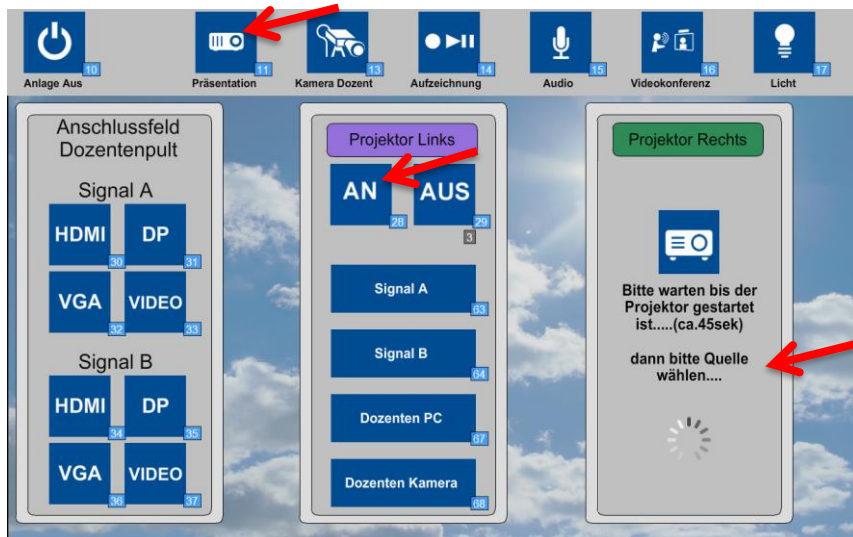 10
Anlage Aus
11
Präsentation
13
Kamera Dozent
14
Aufzeichnung
15
Audio
16
Videokonferenz
17
Licht
Anschlussfeld
Dozentenpult
Signal A
HDMI
30
DP
31
VGA
32
VIDEO
33
Signal B
HDMI
34
DP
35
VGA
36
VIDEO
37
Projektor Links
AN
28
AUS
29
3
Signal A
63
Signal B
64
Dozenten PC
67
Dozenten Kamera
68
Projektor Rechts
Bitte warten bis der
Projektor gestartet
ist.....(ca.45sek)
dann bitte Quelle
wählen....